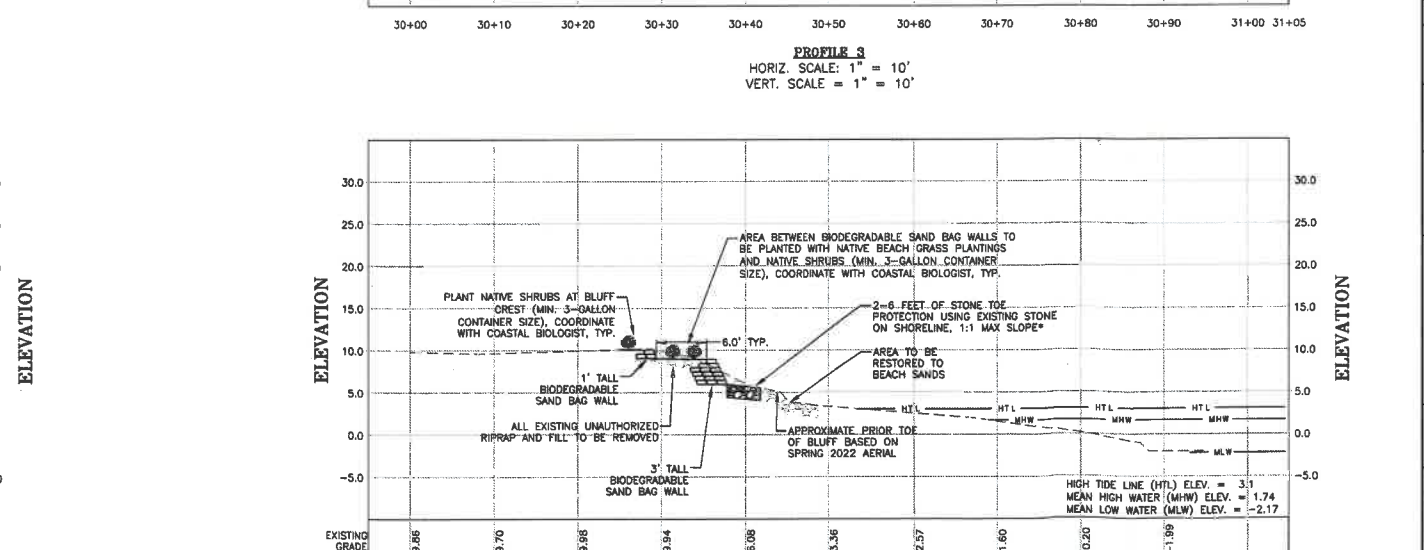 30+00 30+10 30+20 30+30 30+40 30+50 30+60 30+70 30+80 30+90 31+00 31+05
PROFILE 3
HORIZ. SCALE: 1" = 10'
VERT. SCALE = 1" = 10'
ELEVATION
ELEVATION
30.0
25.0
20.0
15.0
10.0
5.0
0.0
-5.0
AREA BETWEEN BIODEGRADABLE SAND BAG WALLS TO
BE PLANTED WITH NATIVE BEACH GRASS PLANTINGS
AND NATIVE SHRUBS (MIN. 3-GALLON CONTAINER
SIZE), COORDINATE WITH COASTAL BIOLOGIST, TYP.
PLANT NATIVE SHRUBS AT BLUFF
CREST (MIN. 3-GALLON
CONTAINER SIZE), COORDINATE
WITH COASTAL BIOLOGIST, TYP.
2-6 FEET OF STONE TOE
PROTECTION USING EXISTING STONE
ON SHORELINE, 1:1 MAX SLOPE*
6.0' TYP.
AREA TO BE
RESTORED TO
BEACH SANDS
1' TALL
BIODEGRADABLE
SAND BAG WALL
ALL EXISTING UNAUTHORIZED
RIPRAP AND FILL TO BE REMOVED
APPROXIMATE PRIOR TOE
OF BLUFF BASED ON
SPRING 2022 AERIAL
3' TALL
BIODEGRADABLE
SAND BAG WALL
HTL HTL HTL HTL
MHW MHW MHW
MLW
HIGH TIDE LINE (HTL) ELEV. = 3.1
MEAN HIGH WATER (MHW) ELEV. = 1.74
MEAN LOW WATER (MLW) ELEV. = -2.17
30.0
25.0
20.0
15.0
10.0
5.0
0.0
-5.0
ELEVATION
EXISTING
GRADE
9.86 9.70 9.98 9.94 6.08 3.36 2.57 1.60 0.20 -1.99